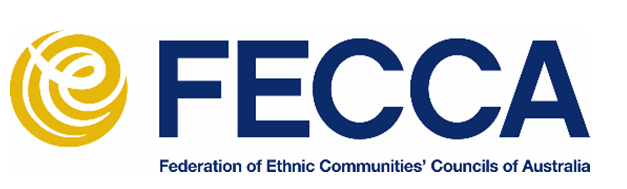 FECCA
Federation of Ethnic Communities' Councils of Australia